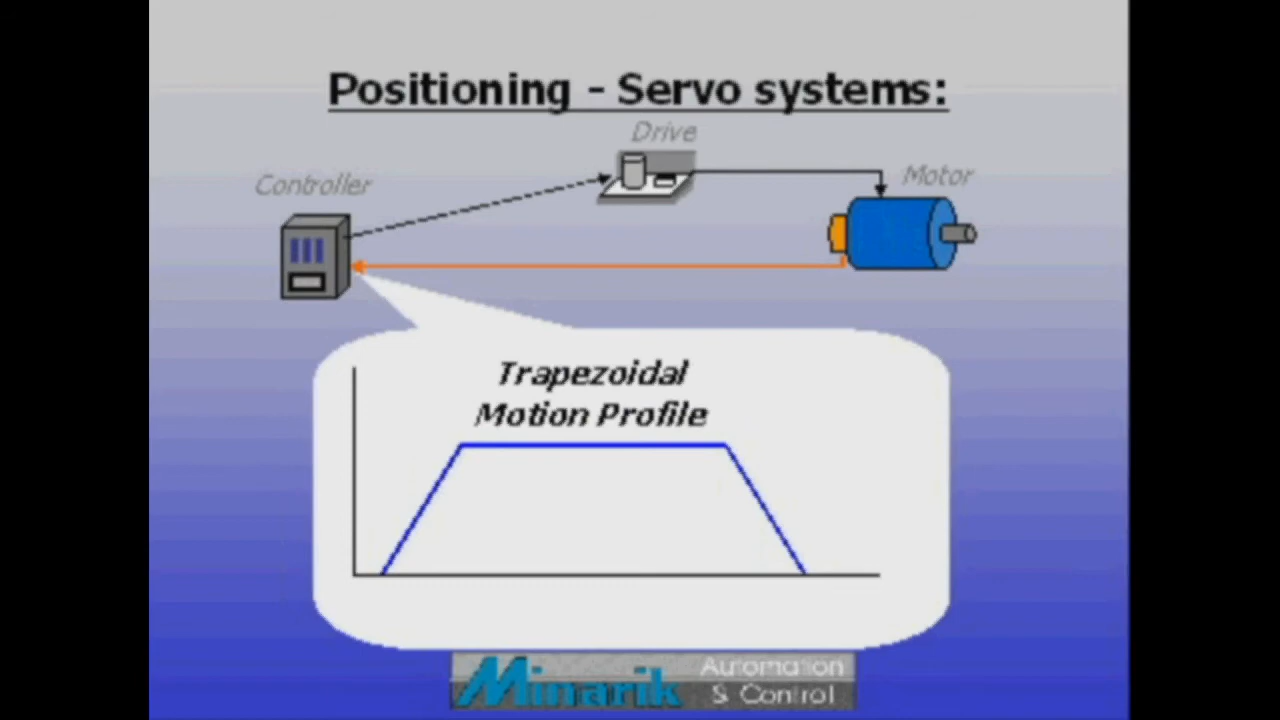 Positioning - Servo systems:
Drive
Controller
Motor
Trapezoidal
Motion Profile
Minarik
Automation
& Control